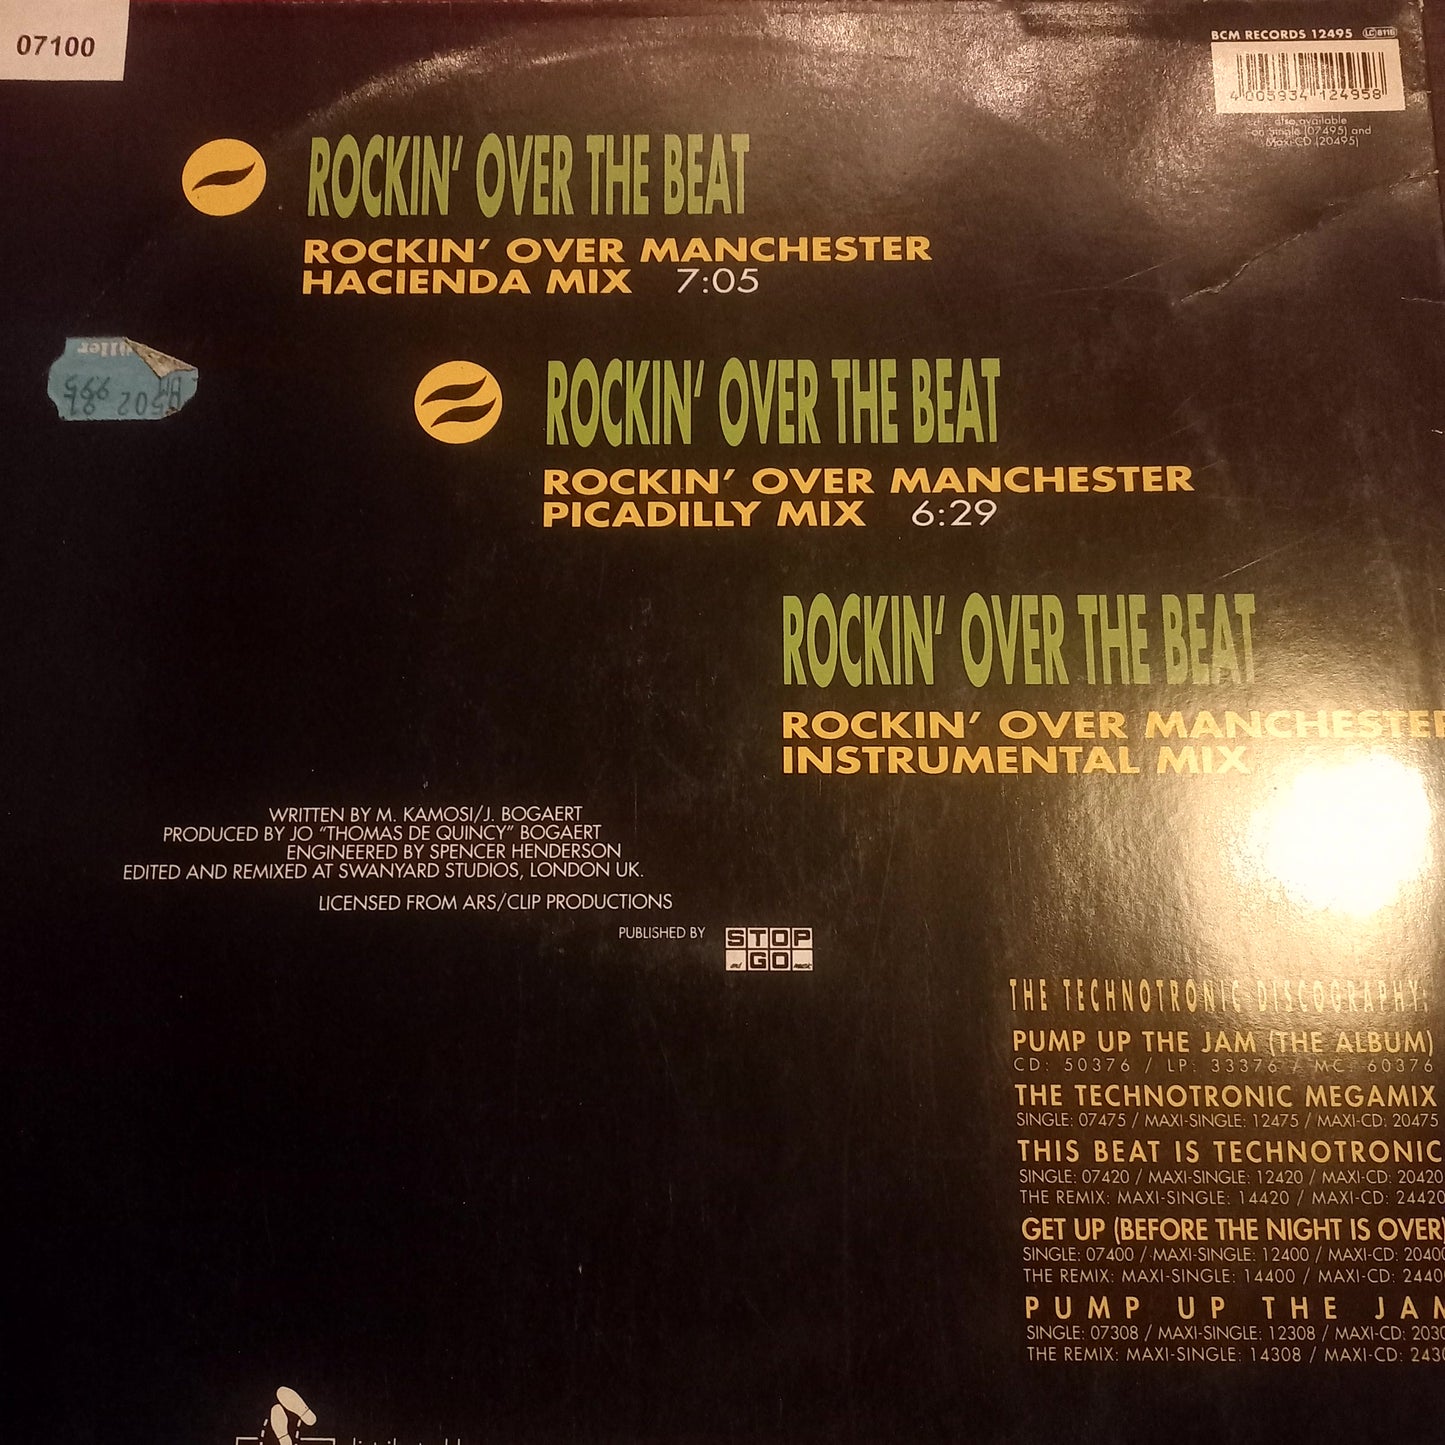 07100
BCM RECORDS 12495 LC 8116
4 005934 124958
also available
on Single (07495) and
Maxi-CD (20495)
ROCKIN' OVER THE BEAT
ROCKIN' OVER MANCHESTER
HACIENDA MIX 7:05
ROCKIN' OVER THE BEAT
ROCKIN' OVER MANCHESTER
PICADILLY MIX 6:29
ROCKIN' OVER THE BEAT
ROCKIN' OVER MANCHESTER
INSTRUMENTAL MIX
WRITTEN BY M. KAMOSI/J. BOGAERT
PRODUCED BY JO "THOMAS DE QUINCY" BOGAERT
ENGINEERED BY SPENCER HENDERSON
EDITED AND REMIXED AT SWANYARD STUDIOS, LONDON UK.
LICENSED FROM ARS/CLIP PRODUCTIONS
PUBLISHED BY
STOP
and GO music
THE TECHNOTRONIC DISCOGRAPHY:
PUMP UP THE JAM (THE ALBUM)
CD: 50376 / LP: 33376 / MC: 60376
THE TECHNOTRONIC MEGAMIX
SINGLE: 07475 / MAXI-SINGLE: 12475 / MAXI-CD: 20475
THIS BEAT IS TECHNOTRONIC
SINGLE: 07420 / MAXI-SINGLE: 12420 / MAXI-CD: 20420
THE REMIX: MAXI-SINGLE: 14420 / MAXI-CD: 24420
GET UP (BEFORE THE NIGHT IS OVER)
SINGLE: 07400 / MAXI-SINGLE: 12400 / MAXI-CD: 20400
THE REMIX: MAXI-SINGLE: 14400 / MAXI-CD: 2440
PUMP UP THE JAM
SINGLE: 07308 / MAXI-SINGLE: 12308 / MAXI-CD: 2030
THE REMIX: MAXI-SINGLE: 14308 / MAXI-CD: 2430